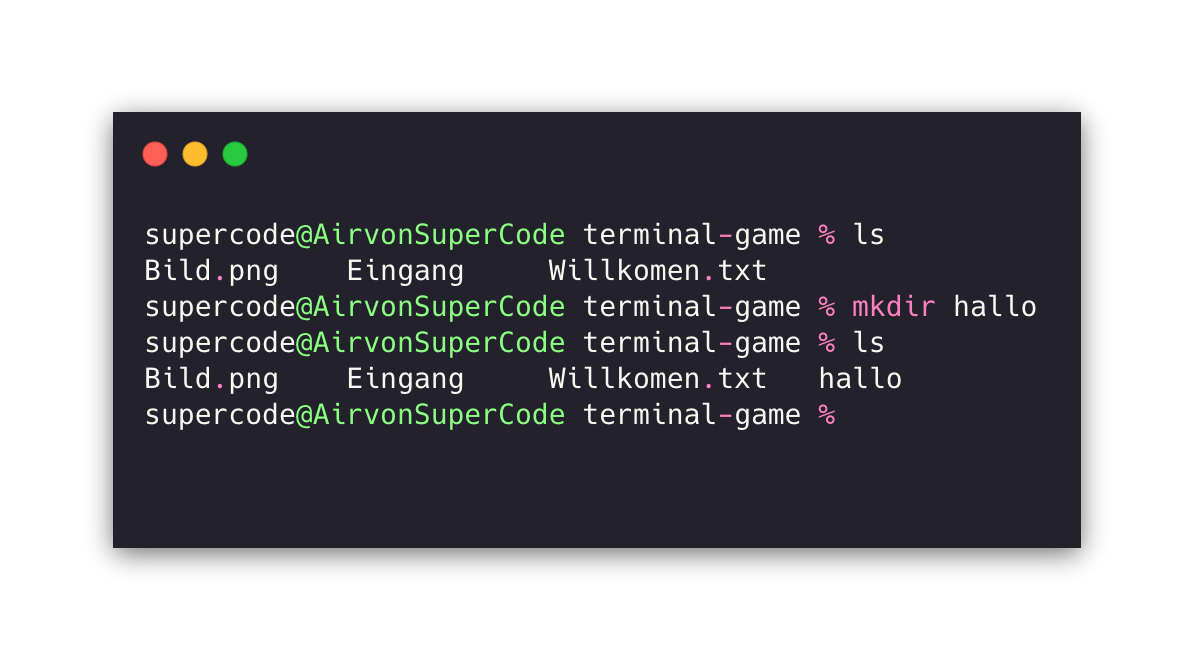 supercode@AirvonSuperCode terminal-game % ls
Bild.png    Eingang     Willkomen.txt
supercode@AirvonSuperCode terminal-game % mkdir hallo
supercode@AirvonSuperCode terminal-game % ls
Bild.png    Eingang     Willkomen.txt   hallo
supercode@AirvonSuperCode terminal-game %